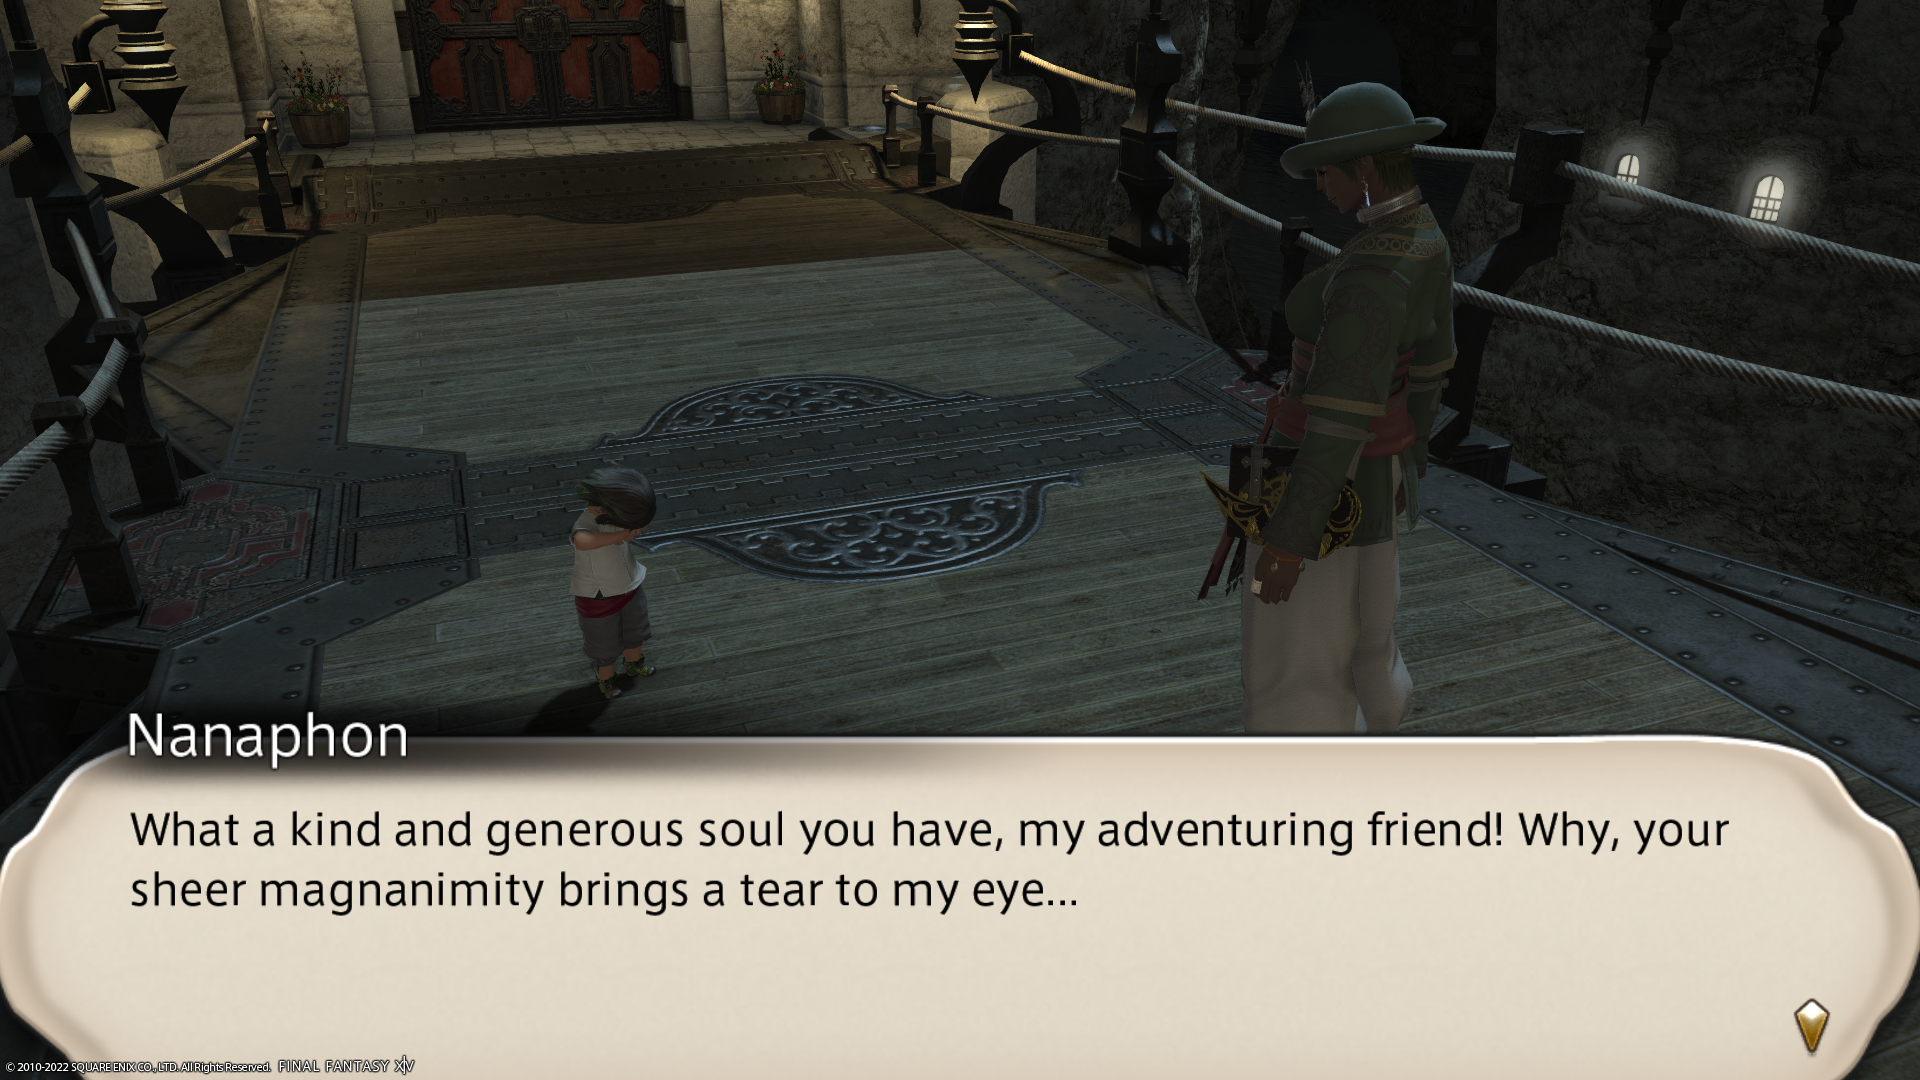 Nanaphon
What a kind and generous soul you have, my adventuring friend! Why, your
sheer magnanimity brings a tear to my eye...
© 2010-2022 SQUARE ENIX CO., LTD. All Rights Reserved. FINAL FANTASY XIV